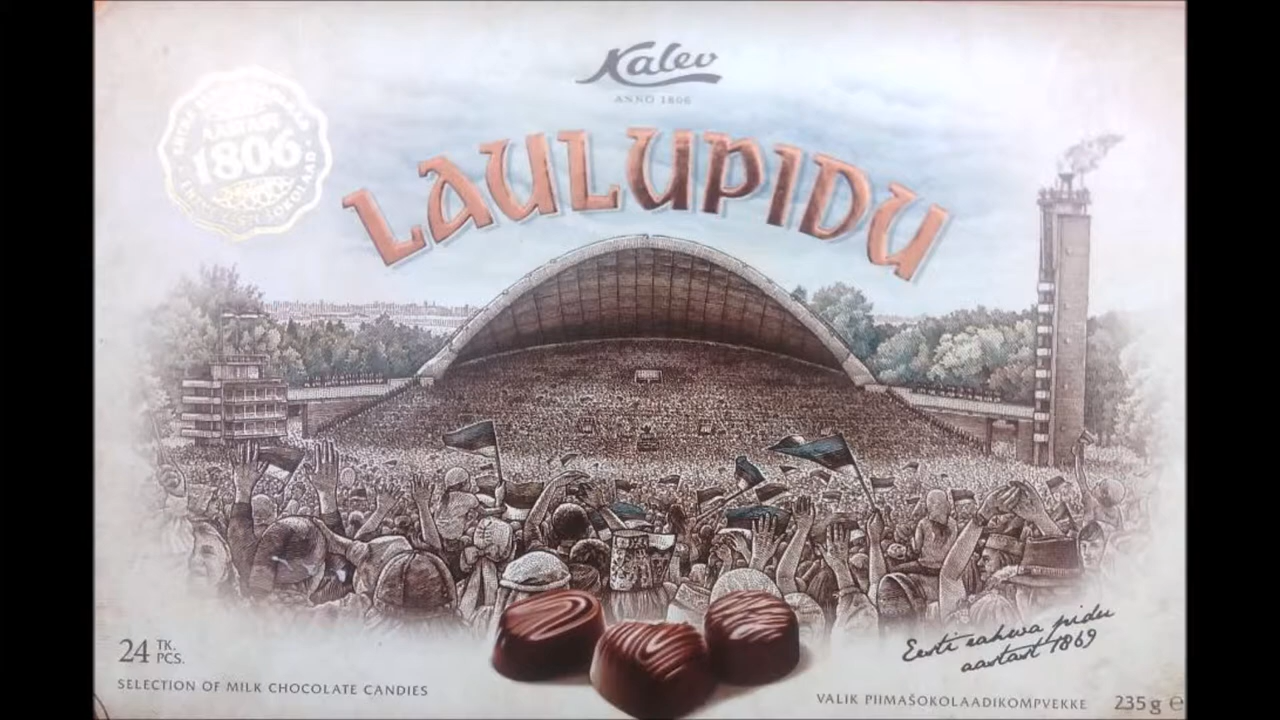 Kalev
ANNO 1806
1806
LAULUPIDU
24 TK.
PCS.
SELECTION OF MILK CHOCOLATE CANDIES
Eesti rahwa pidu
aastast 1869
VALIK PIIMAŠOKOLAADIKOMPVEKKE 235 g ℮